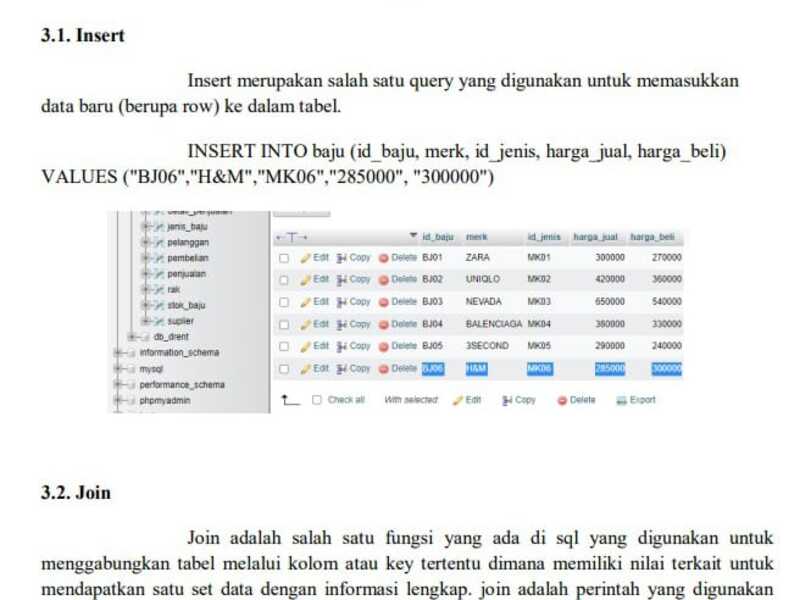 3.1. Insert
Insert merupakan salah satu query yang digunakan untuk memasukkan
data baru (berupa row) ke dalam tabel.
INSERT INTO baju (id_baju, merk, id_jenis, harga_jual, harga_beli)
VALUES ("BJ06","H&M","MK06","285000", "300000")
detail_penjualan
jenis_baju
pelanggan
pembelian
penjualan
rak
stok_baju
suplier
db_drent
information_schema
mysql
performance_schema
phpmyadmin
id_baju merk id_jenis harga_jual harga_beli
Edit Copy Delete BJ01 ZARA MK01 300000 270000
Edit Copy Delete BJ02 UNIQLO MK02 420000 360000
Edit Copy Delete BJ03 NEVADA MK03 650000 540000
Edit Copy Delete BJ04 BALENCIAGA MK04 360000 330000
Edit Copy Delete BJ05 3SECOND MK05 290000 240000
Edit Copy Delete BJ06 H&M MK06 285000 300000
Check all With selected Edit Copy Delete Export
3.2. Join
Join adalah salah satu fungsi yang ada di sql yang digunakan untuk
menggabungkan tabel melalui kolom atau key tertentu dimana memiliki nilai terkait untuk
mendapatkan satu set data dengan informasi lengkap. join adalah perintah yang digunakan